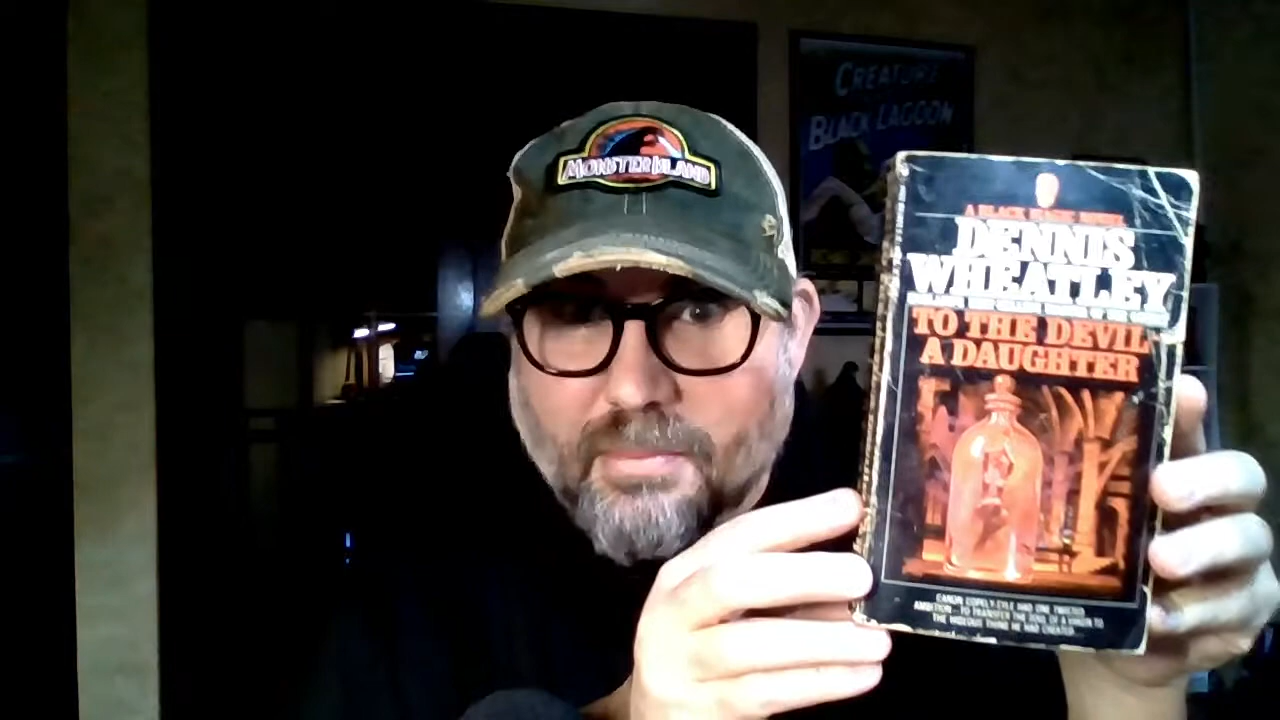 CREATURE
BLACK LAGOON
MONSTER ISLAND
A BLACK MAGIC NOVEL
DENNIS
WHEATLEY
TO THE DEVIL
A DAUGHTER
CANON COPELY-SYLE HAD ONE TWISTED
AMBITION—TO TRANSFER THE SOUL OF A VIRGIN TO
THE HIDEOUS THING HE HAD CREATED...